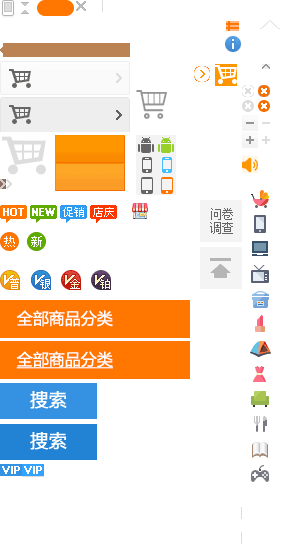 HOT NEW 促销 店庆
问卷
调查
热 新
V普 V银 V金 V铂
全部商品分类
全部商品分类
搜索
搜索
VIP VIP